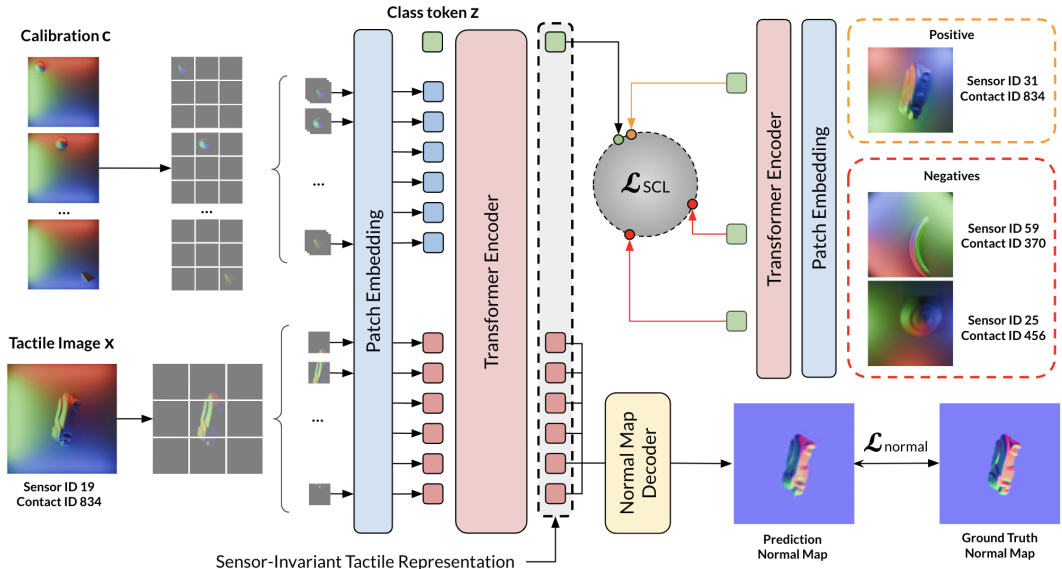 Class token z
Calibration c
...
...
...
Patch Embedding
Transformer Encoder
Tactile Image x
...
Sensor ID 19
Contact ID 834
Sensor-Invariant Tactile Representation
ℒ SCL
Transformer Encoder
Patch Embedding
Positive
Sensor ID 31
Contact ID 834
Negatives
Sensor ID 59
Contact ID 370
Sensor ID 25
Contact ID 456
Normal Map
Decoder
ℒ normal
Prediction
Normal Map
Ground Truth
Normal Map